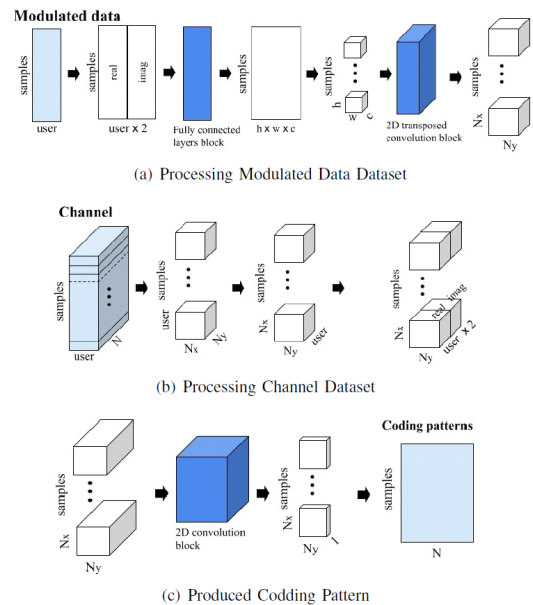 Modulated data
samples
user
samples
real
imag
user x 2
Fully connected
layers block
samples
h x w x c
samples
h
w
c
2D transposed
convolution block
samples
Nx
Ny
(a) Processing Modulated Data Dataset
Channel
samples
user
N
samples
user
Nx
Ny
samples
Nx
Ny
user
samples
Nx
real
imag
Ny
user x 2
(b) Processing Channel Dataset
samples
Nx
Ny
2D convolution
block
samples
Nx
Ny
1
Coding patterns
samples
N
(c) Produced Codding Pattern